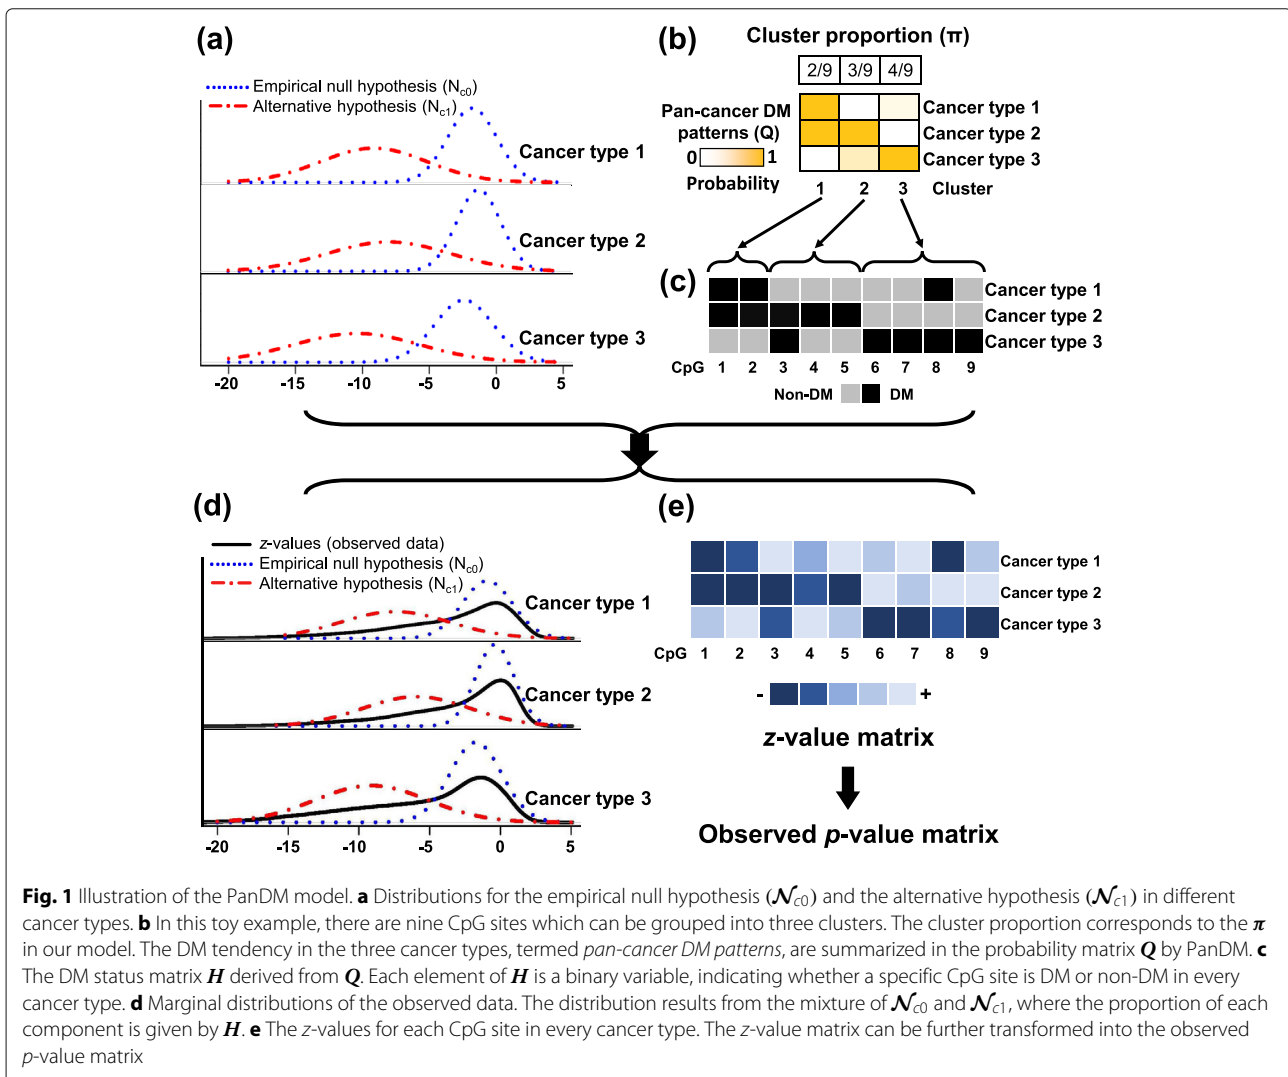 (a)
Empirical null hypothesis (Nc0)
Alternative hypothesis (Nc1)
Cancer type 1
Cancer type 2
Cancer type 3
-20 -15 -10 -5 0 5
(b)
Cluster proportion (π)
2/9 3/9 4/9
Pan-cancer DM
patterns (Q)
0 1
Probability
Cancer type 1
Cancer type 2
Cancer type 3
1 2 3 Cluster
(c)
Cancer type 1
Cancer type 2
Cancer type 3
CpG 1 2 3 4 5 6 7 8 9
Non-DM DM
(d)
z-values (observed data)
Empirical null hypothesis (Nc0)
Alternative hypothesis (Nc1)
Cancer type 1
Cancer type 2
Cancer type 3
-20 -15 -10 -5 0 5
(e)
Cancer type 1
Cancer type 2
Cancer type 3
CpG 1 2 3 4 5 6 7 8 9
- +
z-value matrix
Observed p-value matrix
Fig. 1 Illustration of the PanDM model. a Distributions for the empirical null hypothesis (𝓝c0) and the alternative hypothesis (𝓝c1) in different
cancer types. b In this toy example, there are nine CpG sites which can be grouped into three clusters. The cluster proportion corresponds to the π
in our model. The DM tendency in the three cancer types, termed pan-cancer DM patterns, are summarized in the probability matrix Q by PanDM. c
The DM status matrix H derived from Q. Each element of H is a binary variable, indicating whether a specific CpG site is DM or non-DM in every
cancer type. d Marginal distributions of the observed data. The distribution results from the mixture of 𝓝c0 and 𝓝c1, where the proportion of each
component is given by H. e The z-values for each CpG site in every cancer type. The z-value matrix can be further transformed into the observed
p-value matrix